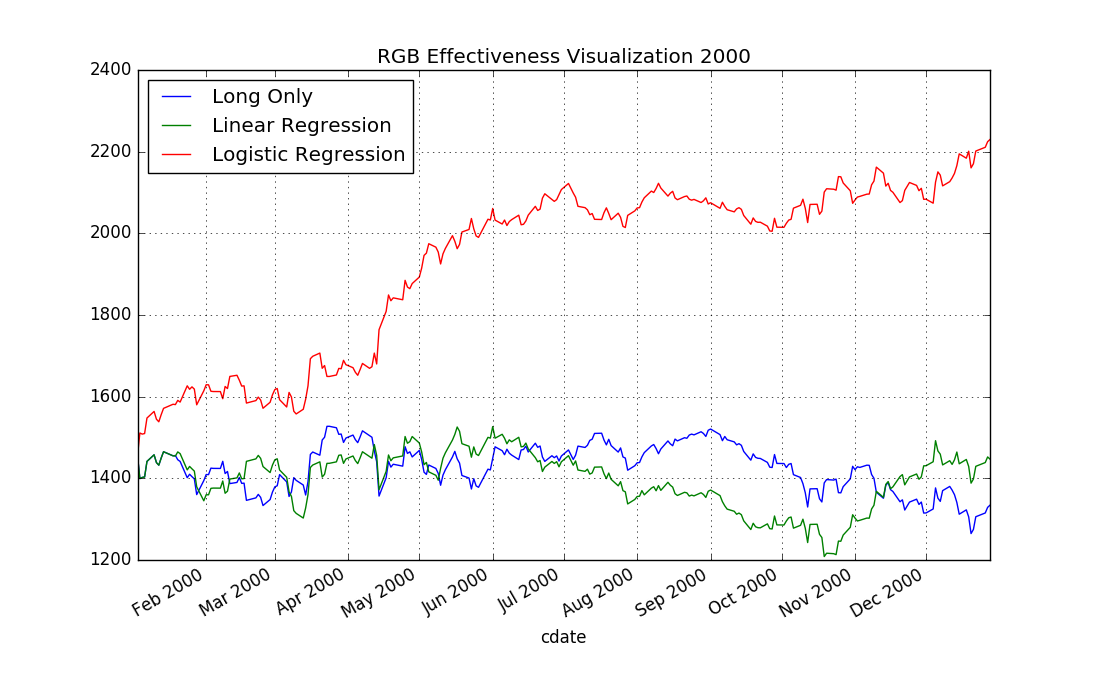 RGB Effectiveness Visualization 2000
2400
2200
2000
1800
1600
1400
1200
Long Only
Linear Regression
Logistic Regression
Feb 2000
Mar 2000
Apr 2000
May 2000
Jun 2000
Jul 2000
Aug 2000
Sep 2000
Oct 2000
Nov 2000
Dec 2000
cdate